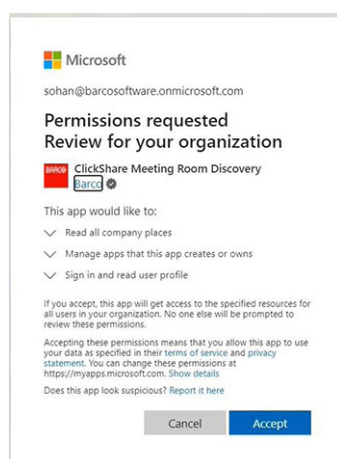 Microsoft
sohan@barcosoftware.onmicrosoft.com
Permissions requested
Review for your organization
BARCO
ClickShare Meeting Room Discovery
Barco
This app would like to:
Read all company places
Manage apps that this app creates or owns
Sign in and read user profile
If you accept, this app will get access to the specified resources for
all users in your organization. No one else will be prompted to
review these permissions.
Accepting these permissions means that you allow this app to use
your data as specified in their terms of service and privacy
statement. You can change these permissions at
https://myapps.microsoft.com. Show details
Does this app look suspicious? Report it here
Cancel Accept